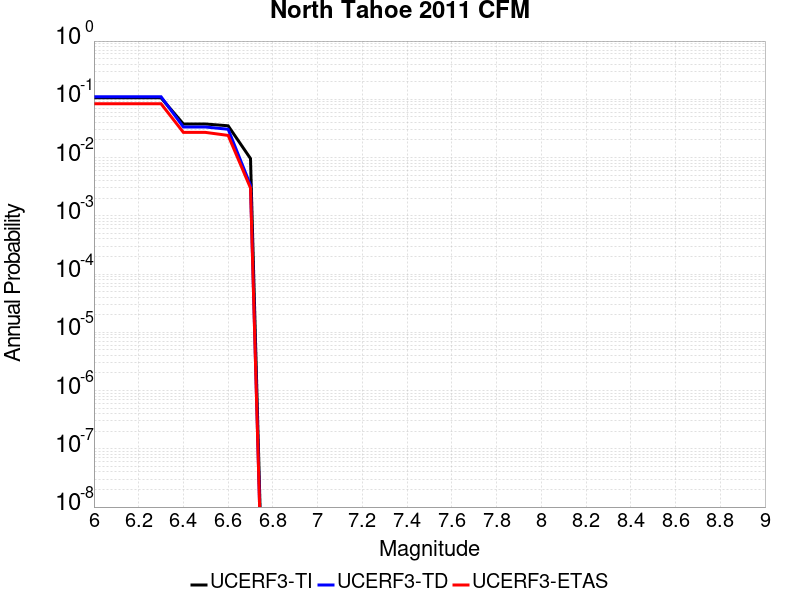 North Tahoe 2011 CFM
10^0
10^-1
10^-2
10^-3
10^-4
10^-5
10^-6
10^-7
10^-8
Annual Probability
6 6.2 6.4 6.6 6.8 7 7.2 7.4 7.6 7.8 8 8.2 8.4 8.6 8.8 9
Magnitude
UCERF3-TI UCERF3-TD UCERF3-ETAS